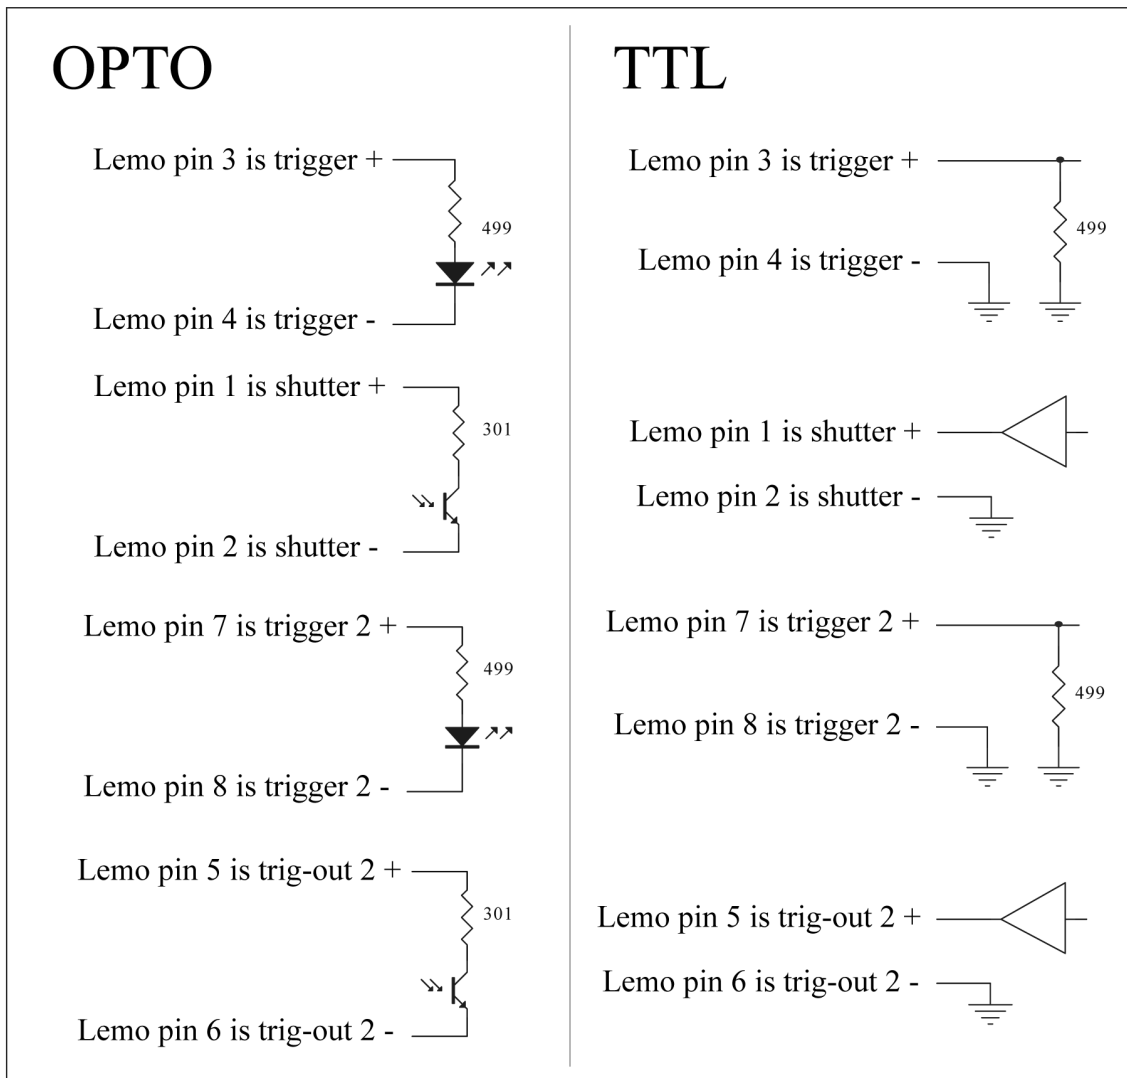 OPTO
Lemo pin 3 is trigger +
499
Lemo pin 4 is trigger -
Lemo pin 1 is shutter +
301
Lemo pin 2 is shutter -
Lemo pin 7 is trigger 2 +
499
Lemo pin 8 is trigger 2 -
Lemo pin 5 is trig-out 2 +
301
Lemo pin 6 is trig-out 2 -
TTL
Lemo pin 3 is trigger +
499
Lemo pin 4 is trigger -
Lemo pin 1 is shutter +
Lemo pin 2 is shutter -
Lemo pin 7 is trigger 2 +
499
Lemo pin 8 is trigger 2 -
Lemo pin 5 is trig-out 2 +
Lemo pin 6 is trig-out 2 -